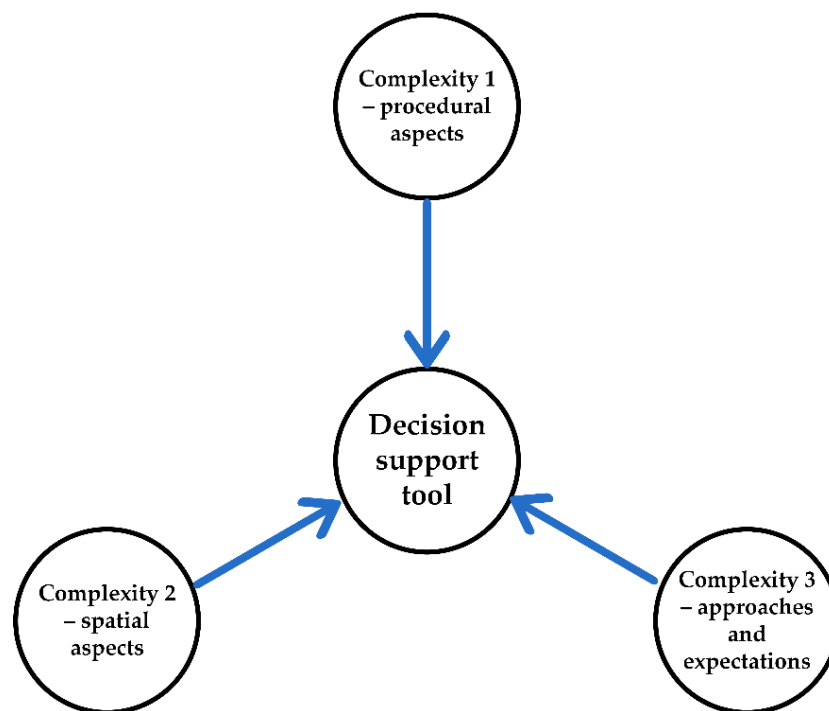 Complexity 1
– procedural
aspects
Decision
support
tool
Complexity 2
– spatial
aspects
Complexity 3
– approaches
and
expectations